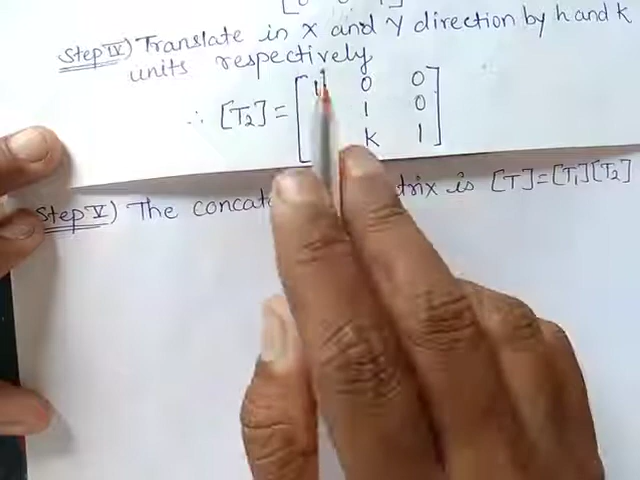 Step IV) Translate in x and Y direction by h and k
units respectively
∴ [T2] = [ 1 0 0
1 0
k 1 ]
Step V) The concat trix is [T]=[T1][T2]